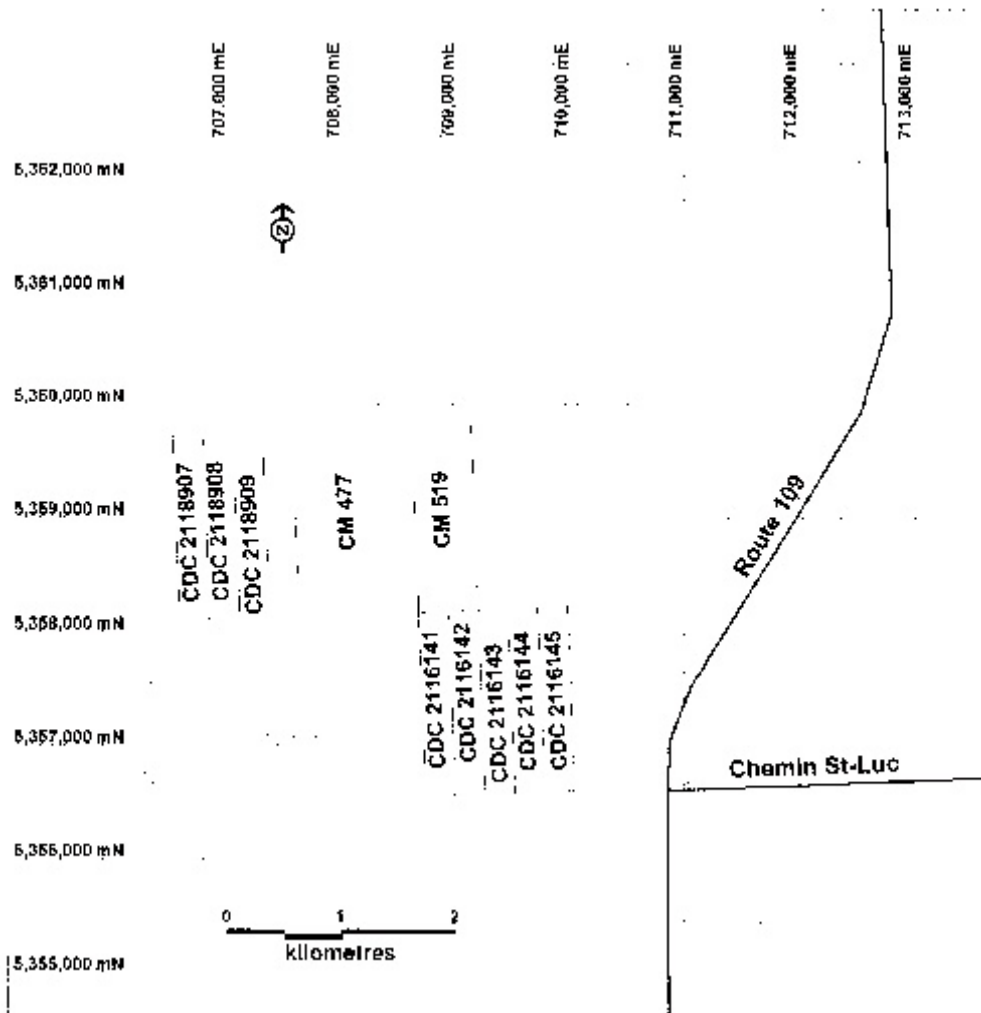 707,000 mE
708,000 mE
709,000 mE
710,000 mE
711,000 mE
712,000 mE
713,000 mE
5,362,000 mN
N
5,361,000 mN
5,360,000 mN
5,359,000 mN
5,358,000 mN
5,357,000 mN
5,356,000 mN
5,355,000 mN
CDC 2118907
CDC 2118908
CDC 2118909
CM 477
CM 519
Route 109
CDC 2116141
CDC 2116142
CDC 2116143
CDC 2116144
CDC 2116145
Chemin St-Luc
0 1 2
kilometres